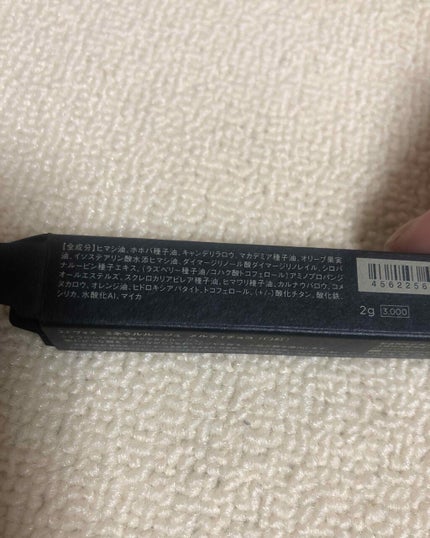 【全成分】ヒマシ油、ホホバ種子油、キャンデリラロウ、マカデミア種子油、オリーブ果実
油、イソステアリン酸水添ヒマシ油、ダイマージリノール酸ダイマージリノレイル、シロバ
ナルーピン種子エキス、(ラズベリー種子油/コハク酸トコフェロール)アミノプロパンジ
オールエステルズ、スクレロカリアビレア種子油、ヒマワリ種子油、カルナウバロウ、コメ
ヌカロウ、オレンジ油、ヒドロキシアパタイト、トコフェロール、(+/-)酸化チタン、酸化鉄、
シリカ、水酸化Al、マイカ
4562256
2g 3,000